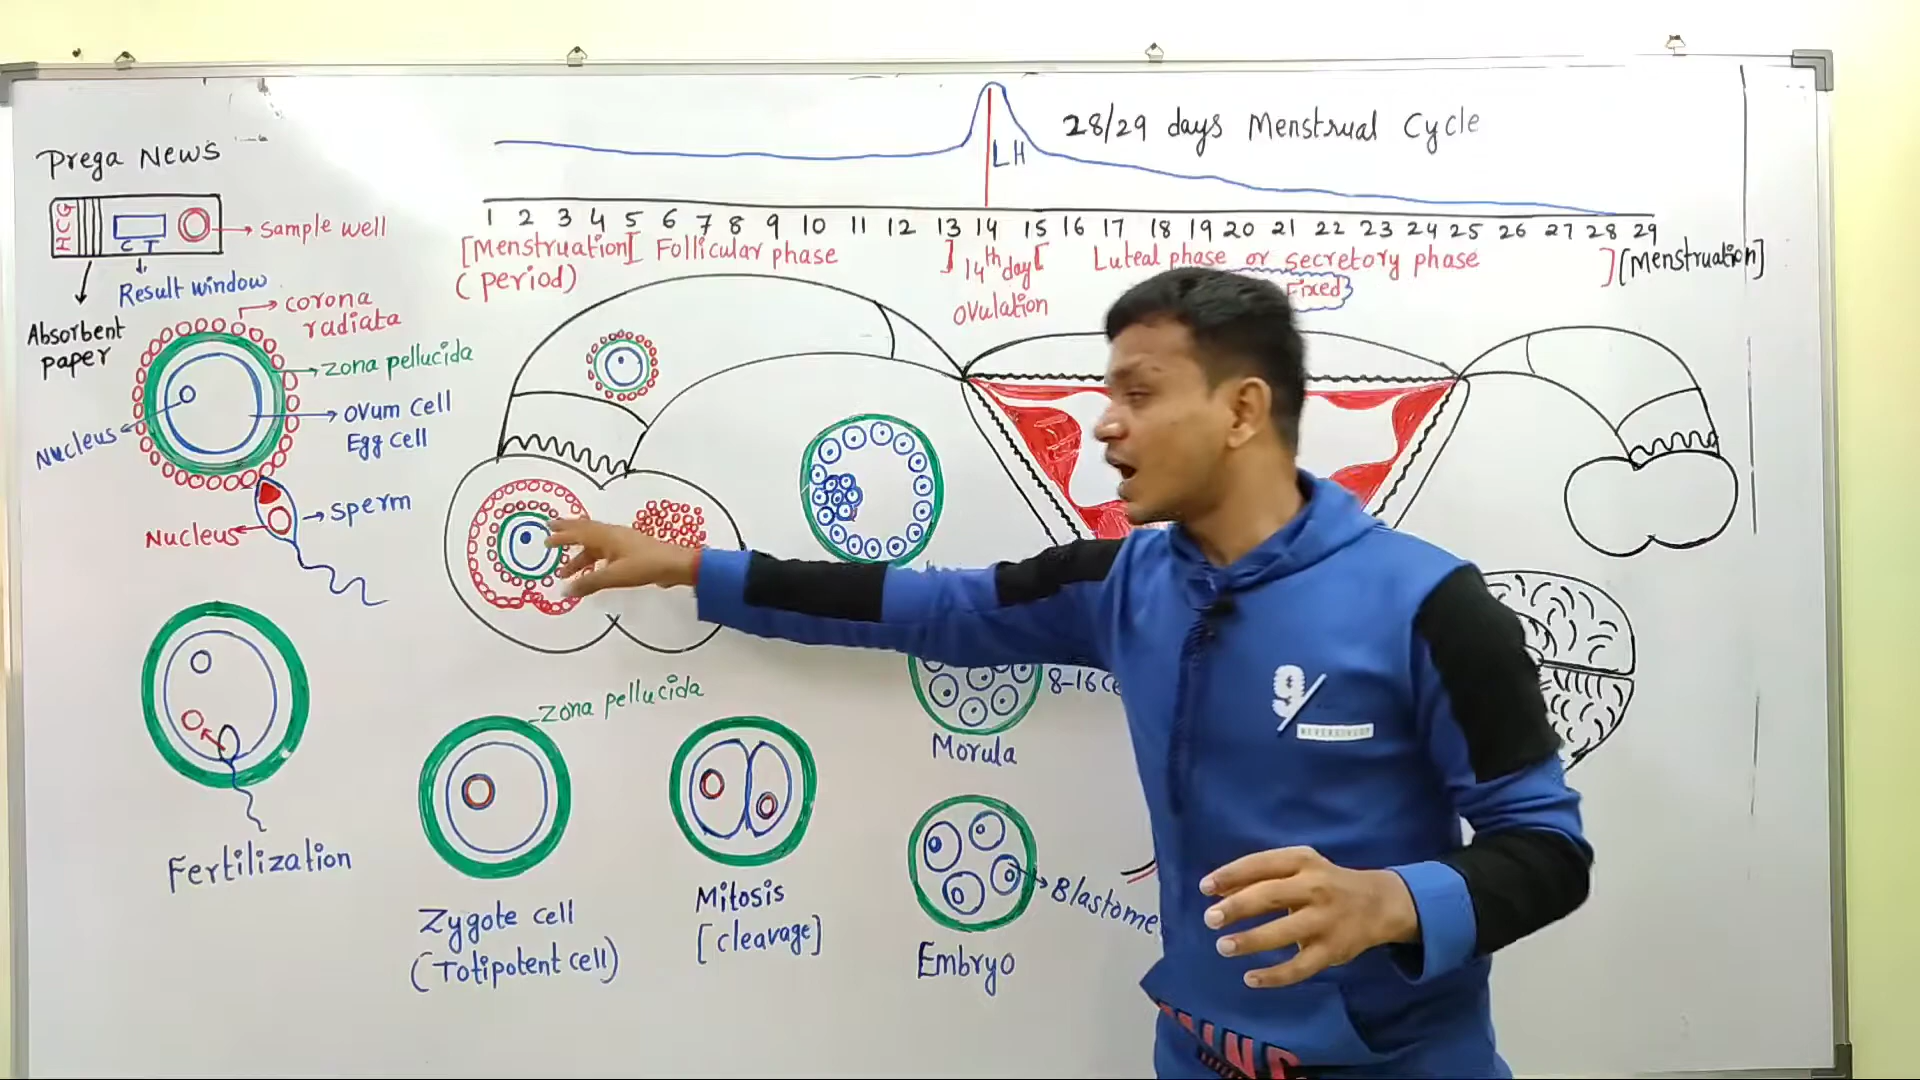 28/29 days Menstrual Cycle
LH
1 2 3 4 5 6 7 8 9 10 11 12 13 14 15 16 17 18 19 20 21 22 23 24 25 26 27 28 29
[Menstruation[ Follicular phase ] 14th day [ Luteal phase or secretory phase ] [Menstruation]
(period)
ovulation
Fixed
Prega News
HCG
C T
sample well
Result window
Absorbent
paper
corona
radiata
zona pellucida
ovum cell
Egg cell
Nucleus
sperm
Nucleus
Fertilization
zona pellucida
Zygote cell
(Totipotent cell)
Mitosis
[cleavage]
8-16
Morula
Blastome
Embryo
9/